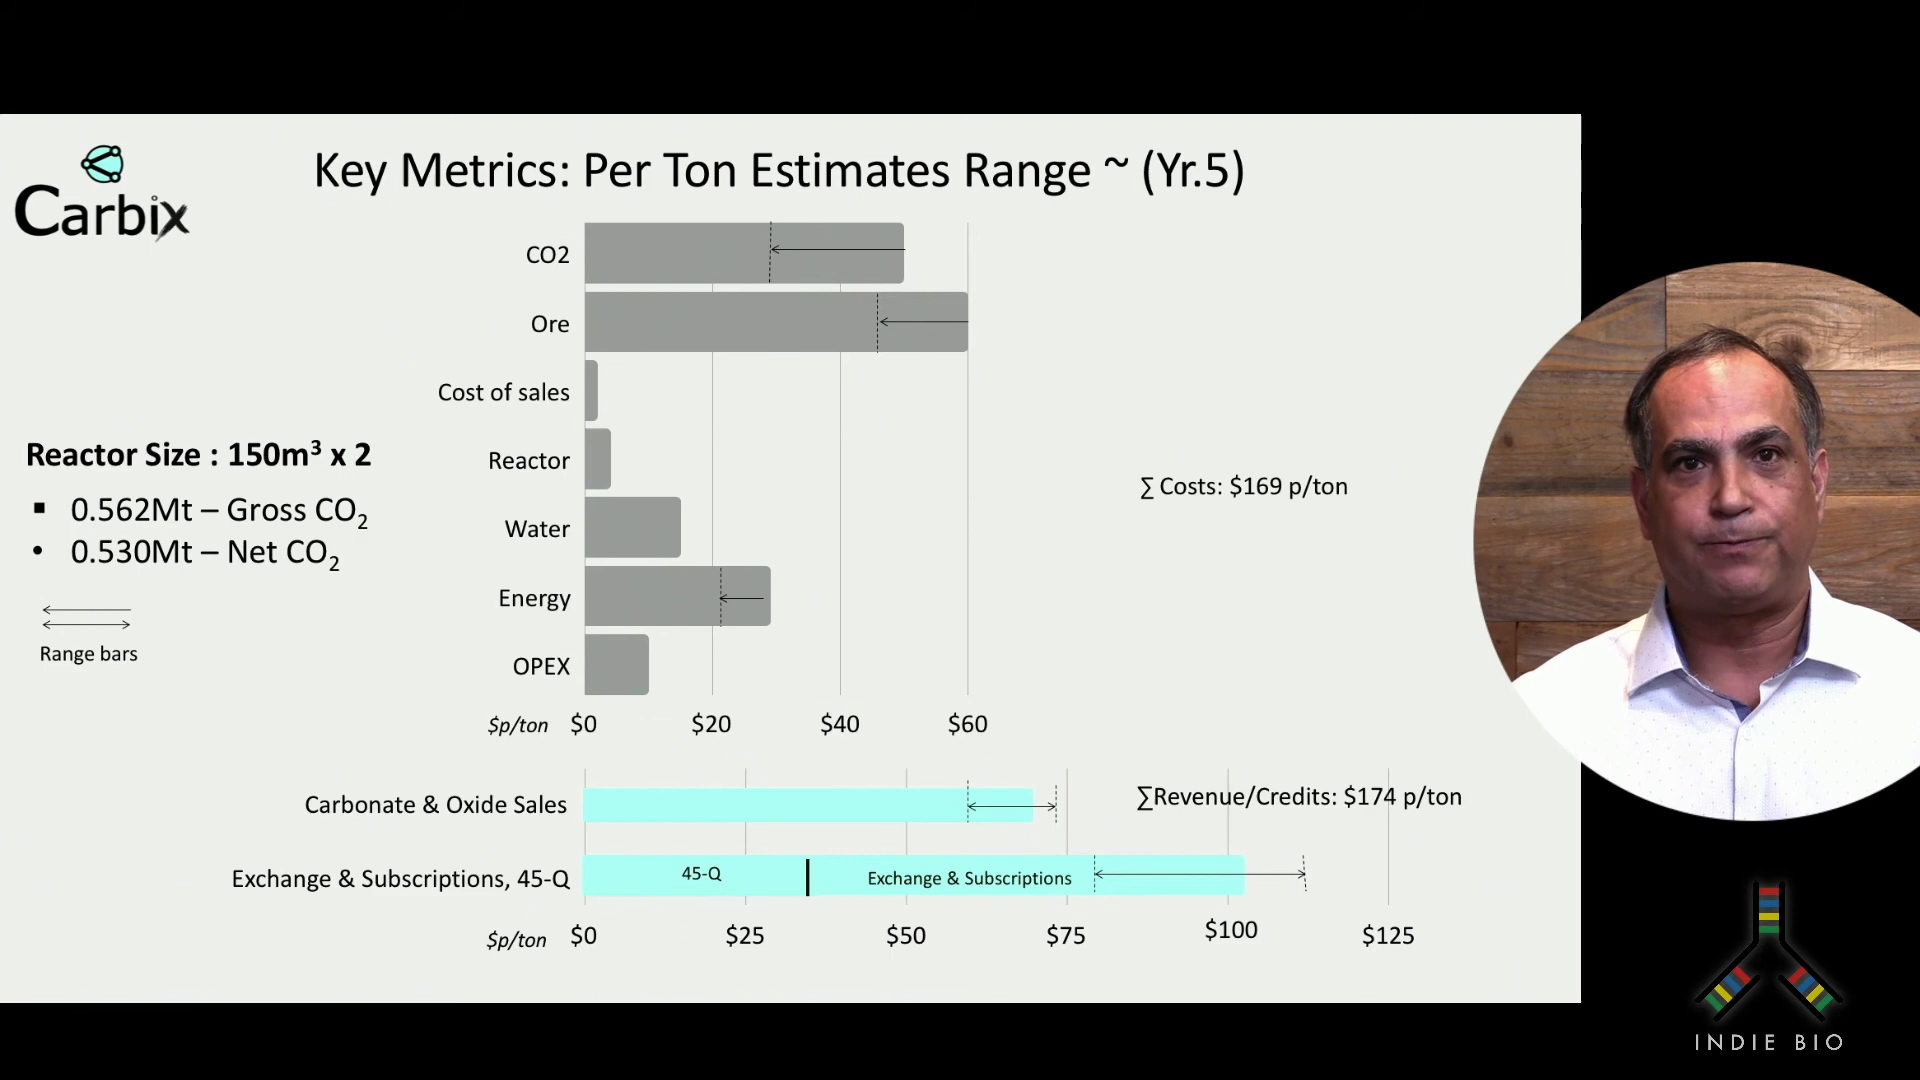 Carbix
Key Metrics: Per Ton Estimates Range ~ (Yr.5)
CO2
Ore
Cost of sales
Reactor
Water
Energy
OPEX
$p/ton $0 $20 $40 $60
Reactor Size : 150m³ x 2
▪ 0.562Mt – Gross CO₂
• 0.530Mt – Net CO₂
Range bars
∑ Costs: $169 p/ton
Carbonate & Oxide Sales
∑Revenue/Credits: $174 p/ton
Exchange & Subscriptions, 45-Q
45-Q
Exchange & Subscriptions
$p/ton $0 $25 $50 $75 $100 $125
INDIE BIO